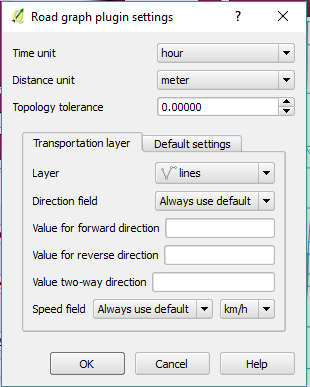 Road graph plugin settings ? ×
Time unit hour
Distance unit meter
Topology tolerance 0.00000
Transportation layer Default settings
Layer lines
Direction field Always use default
Value for forward direction
Value for reverse direction
Value two-way direction
Speed field Always use default km/h
OK Cancel Help